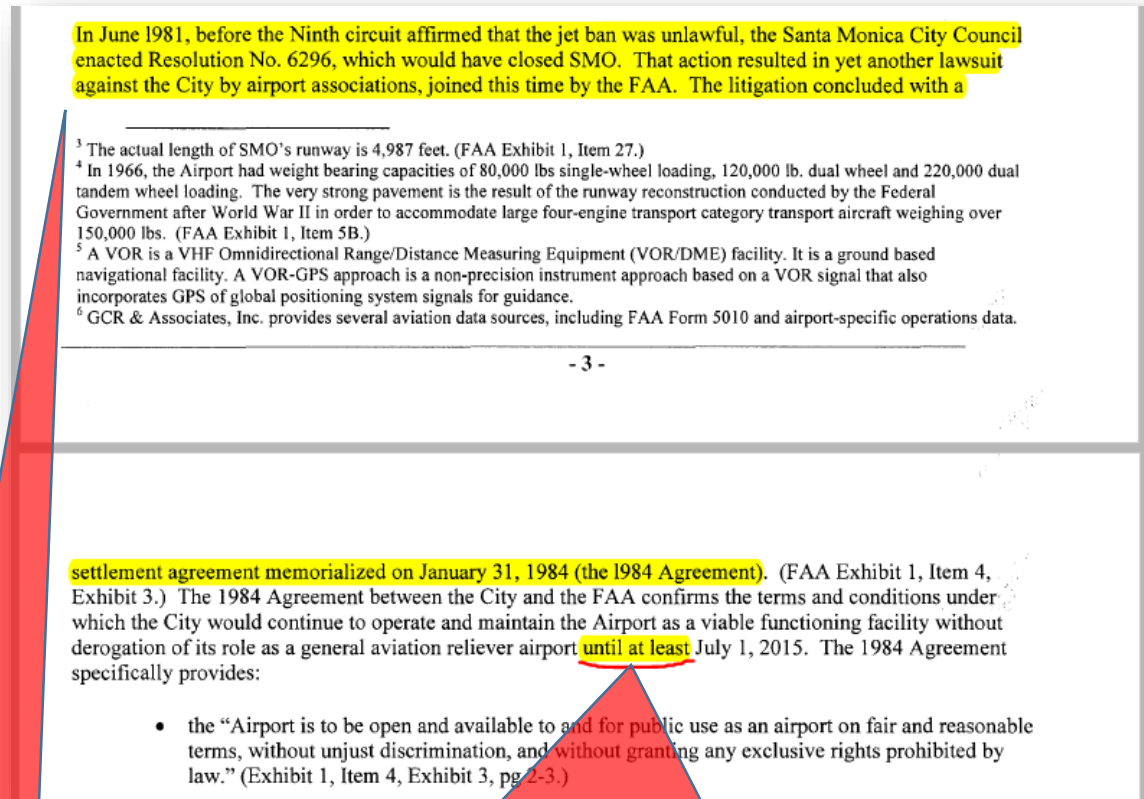 In June 1981, before the Ninth circuit affirmed that the jet ban was unlawful, the Santa Monica City Council
enacted Resolution No. 6296, which would have closed SMO. That action resulted in yet another lawsuit
against the City by airport associations, joined this time by the FAA. The litigation concluded with a
3 The actual length of SMO's runway is 4,987 feet. (FAA Exhibit 1, Item 27.)
4 In 1966, the Airport had weight bearing capacities of 80,000 lbs single-wheel loading, 120,000 lb. dual wheel and 220,000 dual
tandem wheel loading. The very strong pavement is the result of the runway reconstruction conducted by the Federal
Government after World War II in order to accommodate large four-engine transport category transport aircraft weighing over
150,000 lbs. (FAA Exhibit 1, Item 5B.)
5 A VOR is a VHF Omnidirectional Range/Distance Measuring Equipment (VOR/DME) facility. It is a ground based
navigational facility. A VOR-GPS approach is a non-precision instrument approach based on a VOR signal that also
incorporates GPS of global positioning system signals for guidance.
6 GCR & Associates, Inc. provides several aviation data sources, including FAA Form 5010 and airport-specific operations data.
- 3 -
settlement agreement memorialized on January 31, 1984 (the 1984 Agreement). (FAA Exhibit 1, Item 4,
Exhibit 3.) The 1984 Agreement between the City and the FAA confirms the terms and conditions under
which the City would continue to operate and maintain the Airport as a viable functioning facility without
derogation of its role as a general aviation reliever airport until at least July 1, 2015. The 1984 Agreement
specifically provides:
• the "Airport is to be open and available to and for public use as an airport on fair and reasonable
terms, without unjust discrimination, and without granting any exclusive rights prohibited by
law." (Exhibit 1, Item 4, Exhibit 3, pg 2-3.)